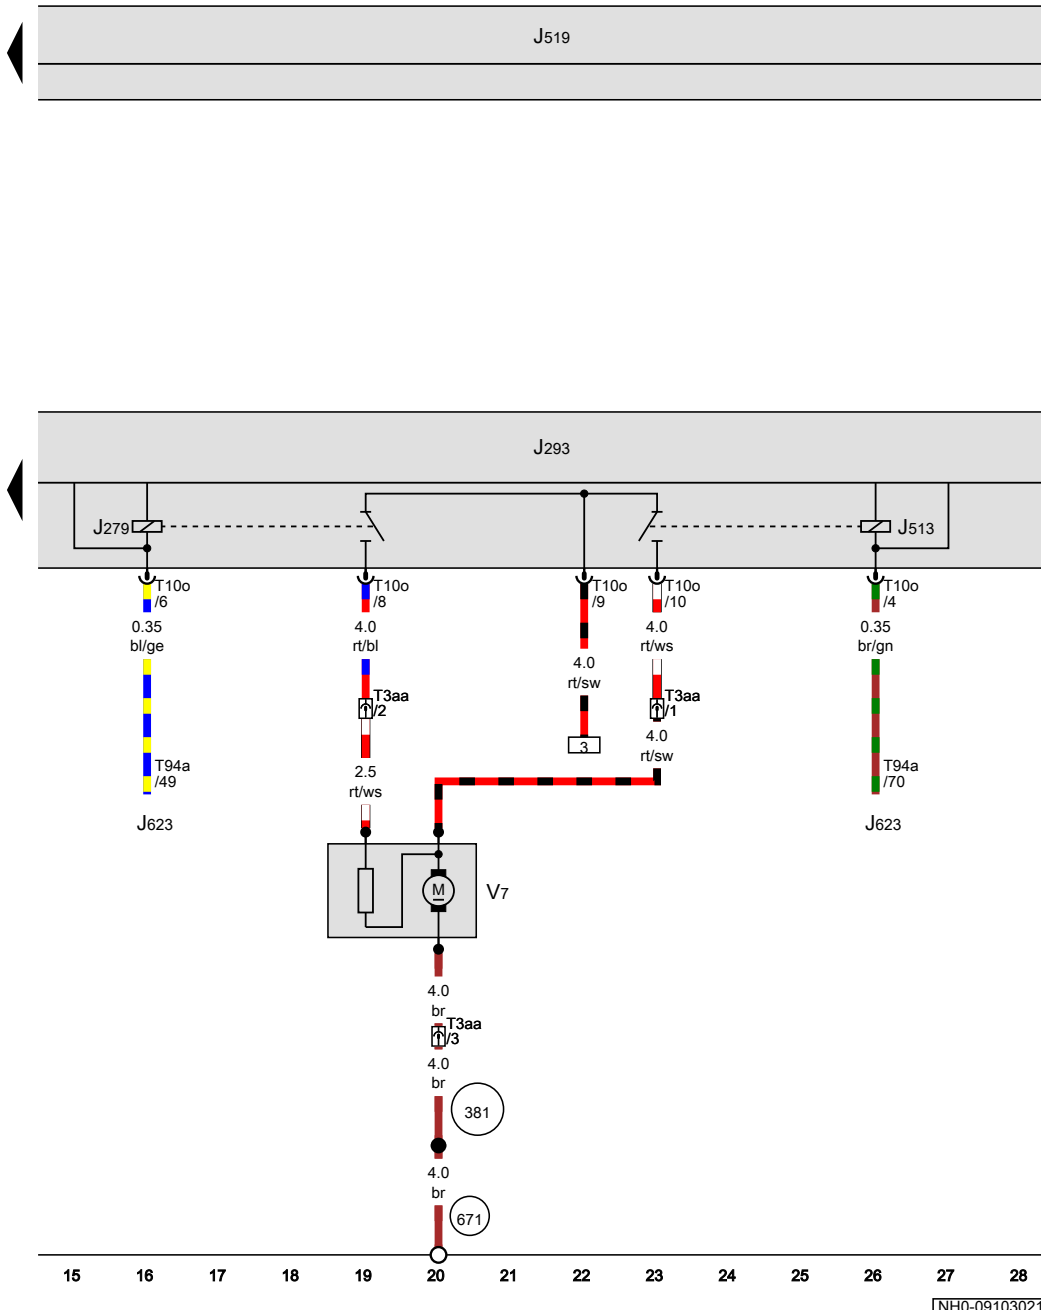 J519
J293
J279
J513
T10o
/6
T10o
/8
T10o
/9
T10o
/10
T10o
/4
0.35
bl/ge
4.0
rt/bl
4.0
rt/sw
4.0
rt/ws
0.35
br/gn
T3aa
/2
T3aa
/1
3
4.0
rt/sw
T94a
/49
2.5
rt/ws
T94a
/70
J623
J623
M
V7
4.0
br
T3aa
/3
4.0
br
381
4.0
br
671
15 16 17 18 19 20 21 22 23 24 25 26 27 28
NH0-09103021